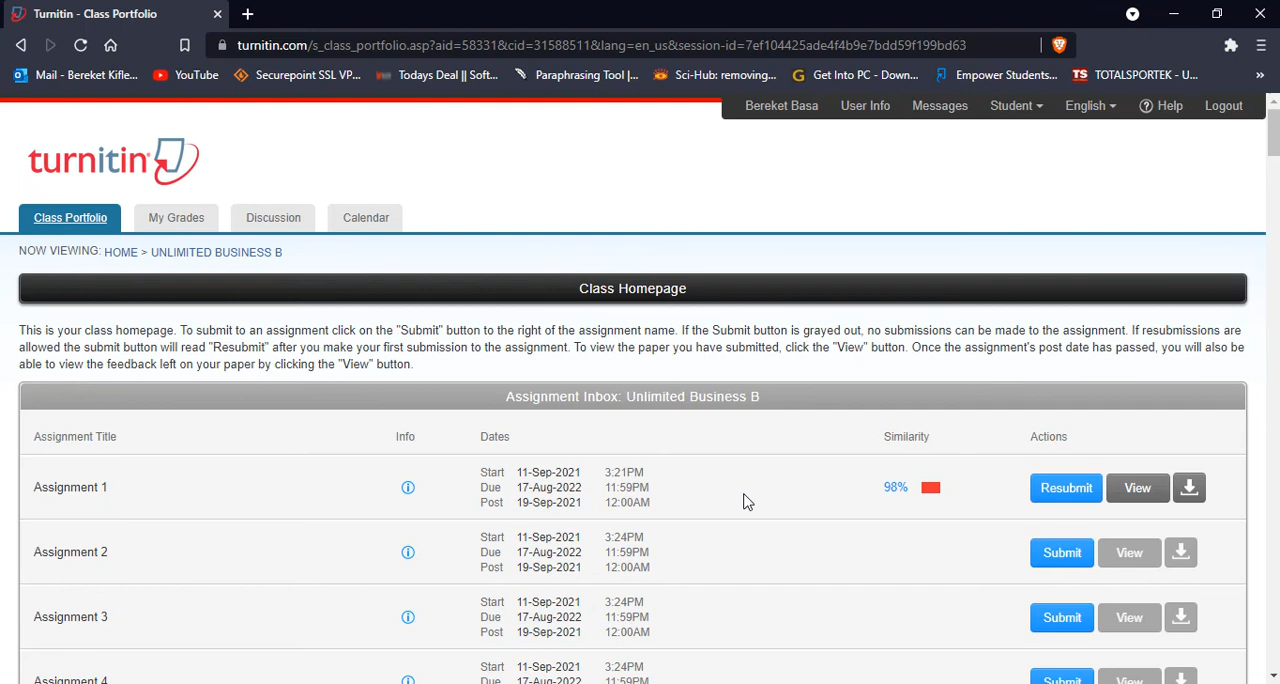 Turnitin - Class Portfolio
turnitin.com/s_class_portfolio.asp?aid=58331&cid=31588511&lang=en_us&session-id=7ef104425ade4f4b9e7bdd59f199bd63
Mail - Bereket Kifle... YouTube Securepoint SSL VP... Todays Deal || Soft... Paraphrasing Tool |... Sci-Hub: removing... Get Into PC - Down... Empower Students... TS TOTALSPORTEK - U... »
Bereket Basa User Info Messages Student English Help Logout
turnitin
Class Portfolio My Grades Discussion Calendar
NOW VIEWING: HOME > UNLIMITED BUSINESS B
Class Homepage
This is your class homepage. To submit to an assignment click on the "Submit" button to the right of the assignment name. If the Submit button is grayed out, no submissions can be made to the assignment. If resubmissions are
allowed the submit button will read "Resubmit" after you make your first submission to the assignment. To view the paper you have submitted, click the "View" button. Once the assignment's post date has passed, you will also be
able to view the feedback left on your paper by clicking the "View" button.
Assignment Inbox: Unlimited Business B
Assignment Title Info Dates Similarity Actions
Start 11-Sep-2021 3:21PM
Assignment 1 Due 17-Aug-2022 11:59PM 98% Resubmit View
Post 19-Sep-2021 12:00AM
Start 11-Sep-2021 3:24PM
Assignment 2 Due 17-Aug-2022 11:59PM Submit View
Post 19-Sep-2021 12:00AM
Start 11-Sep-2021 3:24PM
Assignment 3 Due 17-Aug-2022 11:59PM Submit View
Post 19-Sep-2021 12:00AM
Start 11-Sep-2021 3:24PM
Assignment 4 Due 17-Aug-2022 11:59PM Submit View